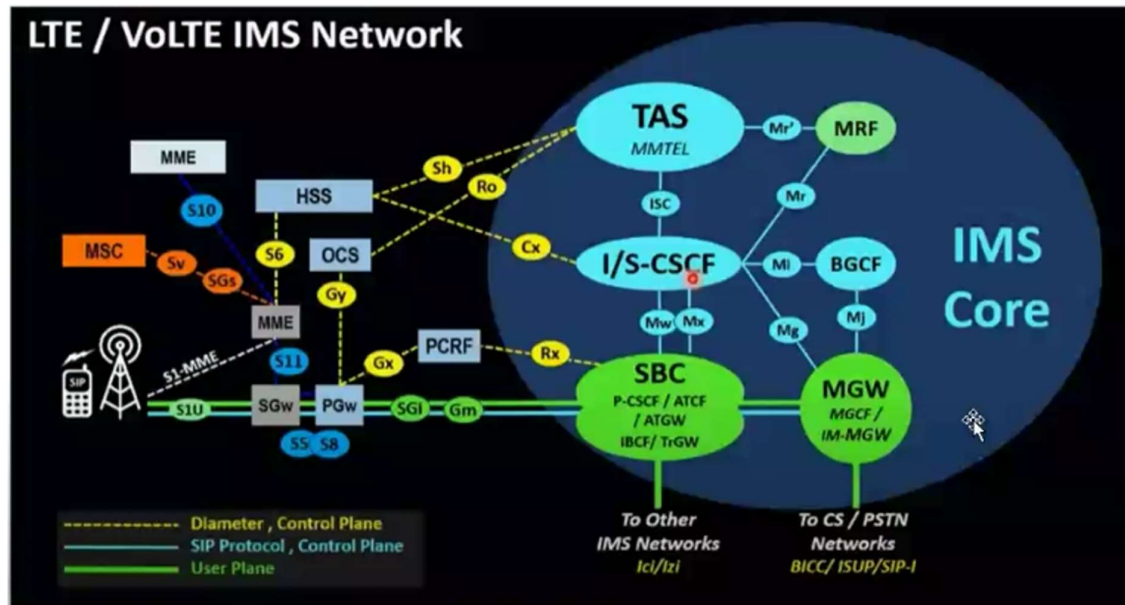 LTE / VoLTE IMS Network
TAS
MMTEL
Mr'
MRF
MME
Sh
HSS
Ro
Mr
S10
ISC
MSC
Sv
SGs
S6
OCS
Cx
I/S-CSCF
Mi
BGCF
IMS
Core
Gy
MME
Mw
Mx
Mg
Mj
S1-MME
S11
Gx
PCRF
Rx
SIP
S1U
SGw
PGw
SGi
Gm
SBC
P-CSCF / ATCF
/ ATGW
IBCF/ TrGW
MGW
MGCF /
IM-MGW
S5
S8
Diameter , Control Plane
SIP Protocol , Control Plane
User Plane
To Other
IMS Networks
Ici/Izi
To CS / PSTN
Networks
BICC/ ISUP/SIP-I